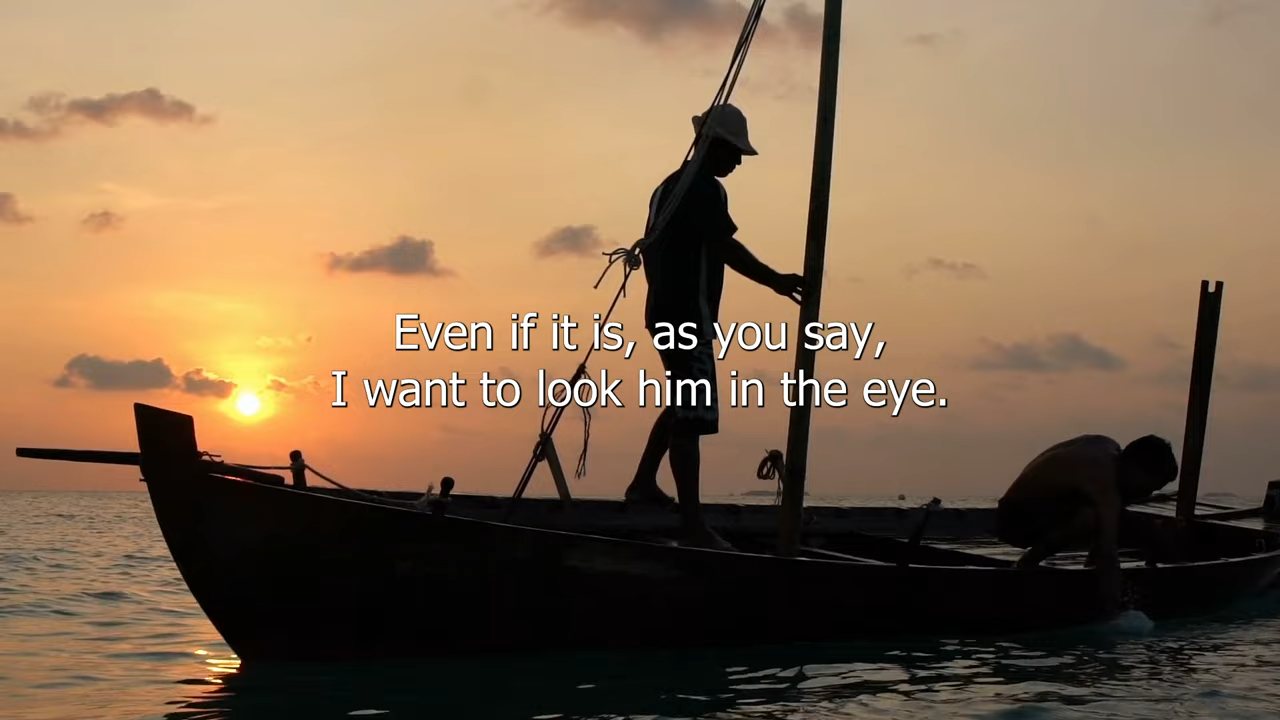 Even if it is, as you say,
I want to look him in the eye.